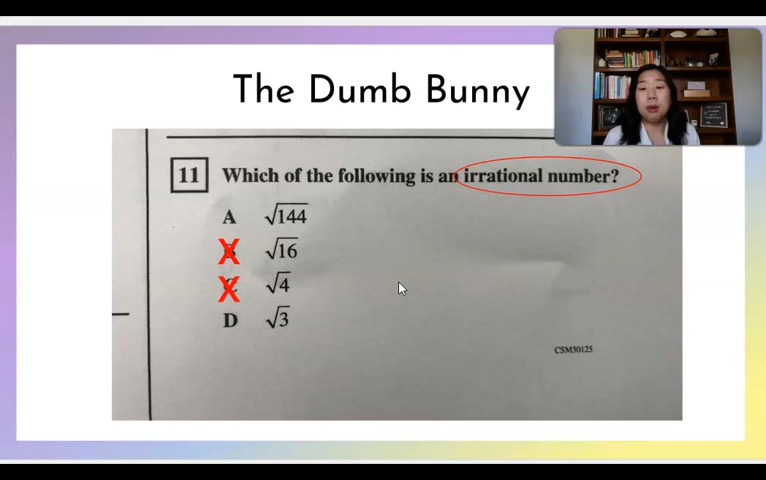 The Dumb Bunny
11 Which of the following is an irrational number?
A √144
√16
√4
D √3
CSM30125